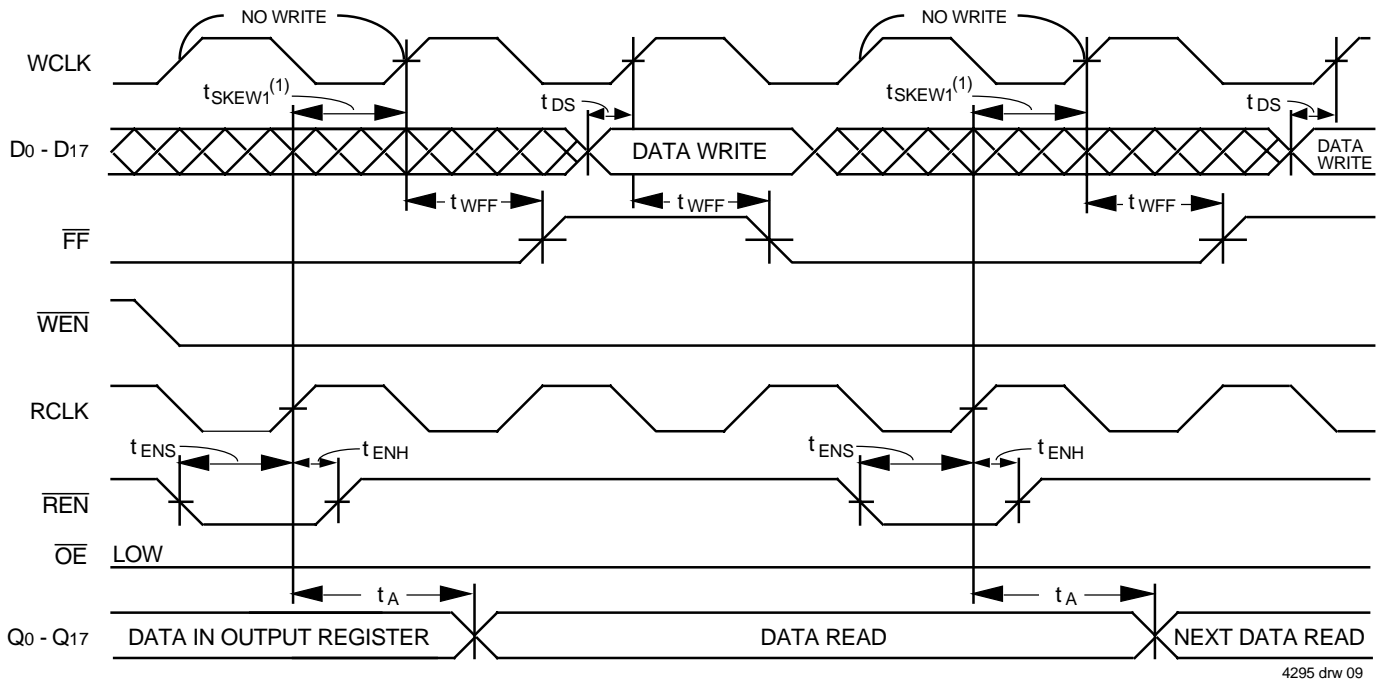 NO WRITE
NO WRITE
WCLK
tSKEW1(1)
tDS
tSKEW1(1)
tDS
D0 - D17
DATA WRITE
DATA
WRITE
tWFF
tWFF
tWFF
FF
WEN
RCLK
tENS
tENH
tENS
tENH
REN
OE
LOW
tA
tA
Q0 - Q17
DATA IN OUTPUT REGISTER
DATA READ
NEXT DATA READ
4295 drw 09